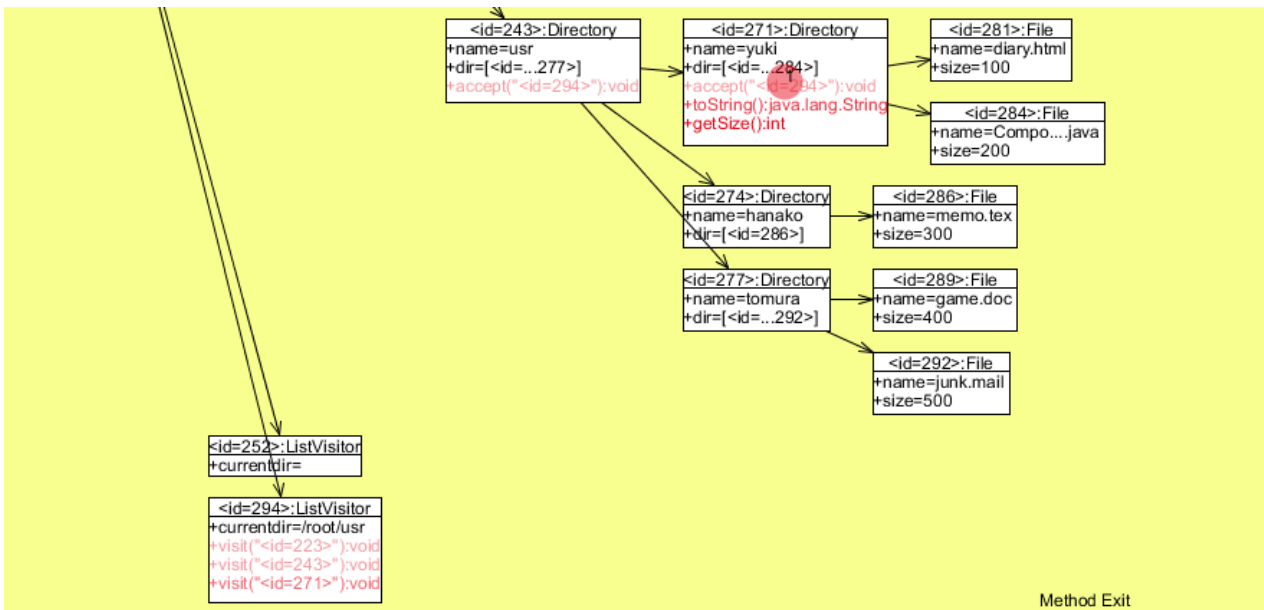 <id=243>:Directory
+name=usr
+dir=[<id=...277>]
+accept("<id=294>"):void
<id=271>:Directory
+name=yuki
+dir=[<id=...284>]
+accept("<id=294>"):void
+toString():java.lang.String
+getSize():int
<id=281>:File
+name=diary.html
+size=100
<id=284>:File
+name=Compo....java
+size=200
<id=274>:Directory
+name=hanako
+dir=[<id=286>]
<id=286>:File
+name=memo.tex
+size=300
<id=277>:Directory
+name=tomura
+dir=[<id=...292>]
<id=289>:File
+name=game.doc
+size=400
<id=292>:File
+name=junk.mail
+size=500
<id=252>:ListVisitor
+currentdir=
<id=294>:ListVisitor
+currentdir=/root/usr
+visit("<id=223>"):void
+visit("<id=243>"):void
+visit("<id=271>"):void
Method Exit